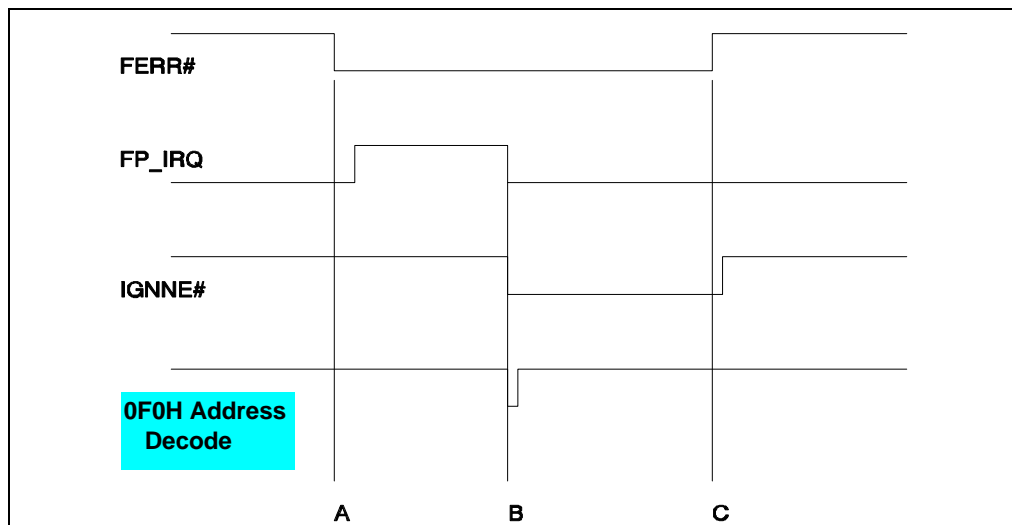 FERR#
FP_IRQ
IGNNE#
0F0H Address
Decode
A B C